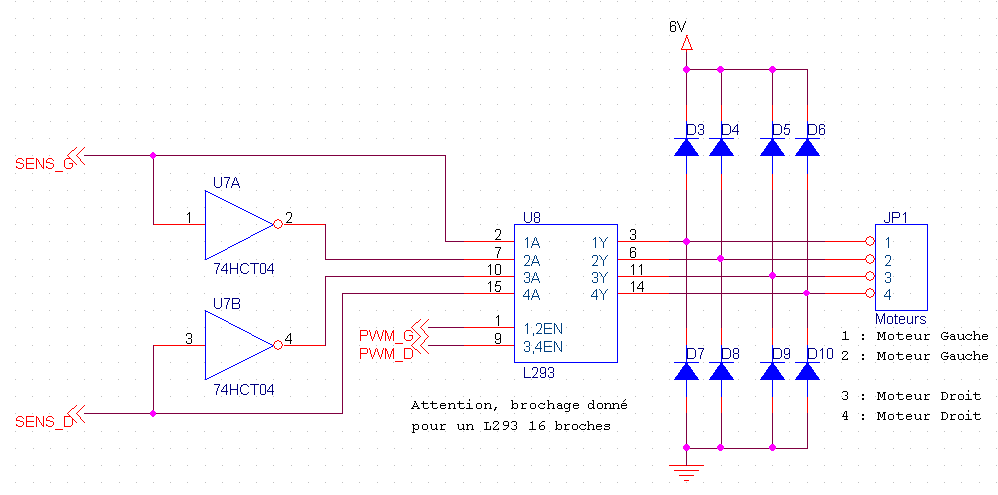 6V
D3 D4 D5 D6
SENS_G
U7A
1 2
74HCT04
U7B
3 4
74HCT04
SENS_D
U8
2 1A 1Y 3
7 2A 2Y 6
10 3A 3Y 11
15 4A 4Y 14
1 1,2EN
9 3,4EN
L293
PWM_G
PWM_D
JP1
1
2
3
4
Moteurs
D7 D8 D9 D10
1 : Moteur Gauche
2 : Moteur Gauche
3 : Moteur Droit
4 : Moteur Droit
Attention, brochage donné
pour un L293 16 broches